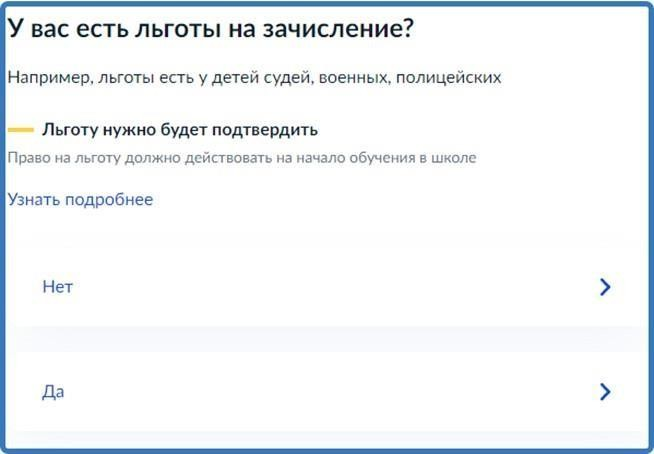 У вас есть льготы на зачисление?
Например, льготы есть у детей судей, военных, полицейских
Льготу нужно будет подтвердить
Право на льготу должно действовать на начало обучения в школе
Узнать подробнее
Нет
Да